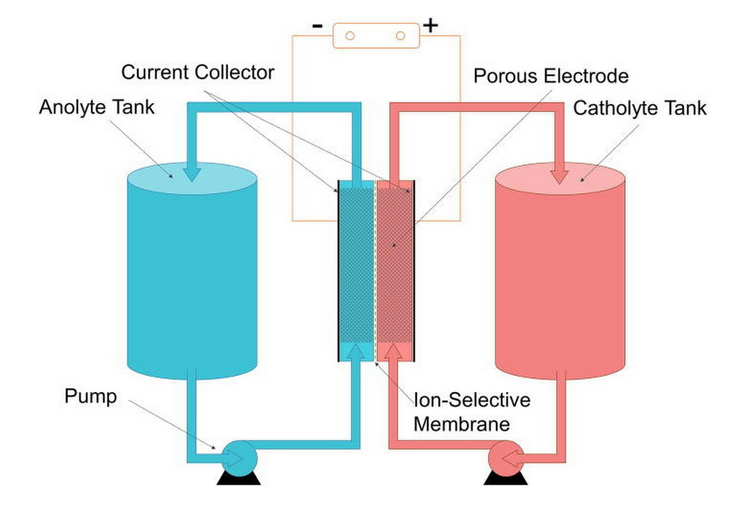 - +
Current Collector
Porous Electrode
Anolyte Tank
Catholyte Tank
Pump
Ion-Selective
Membrane